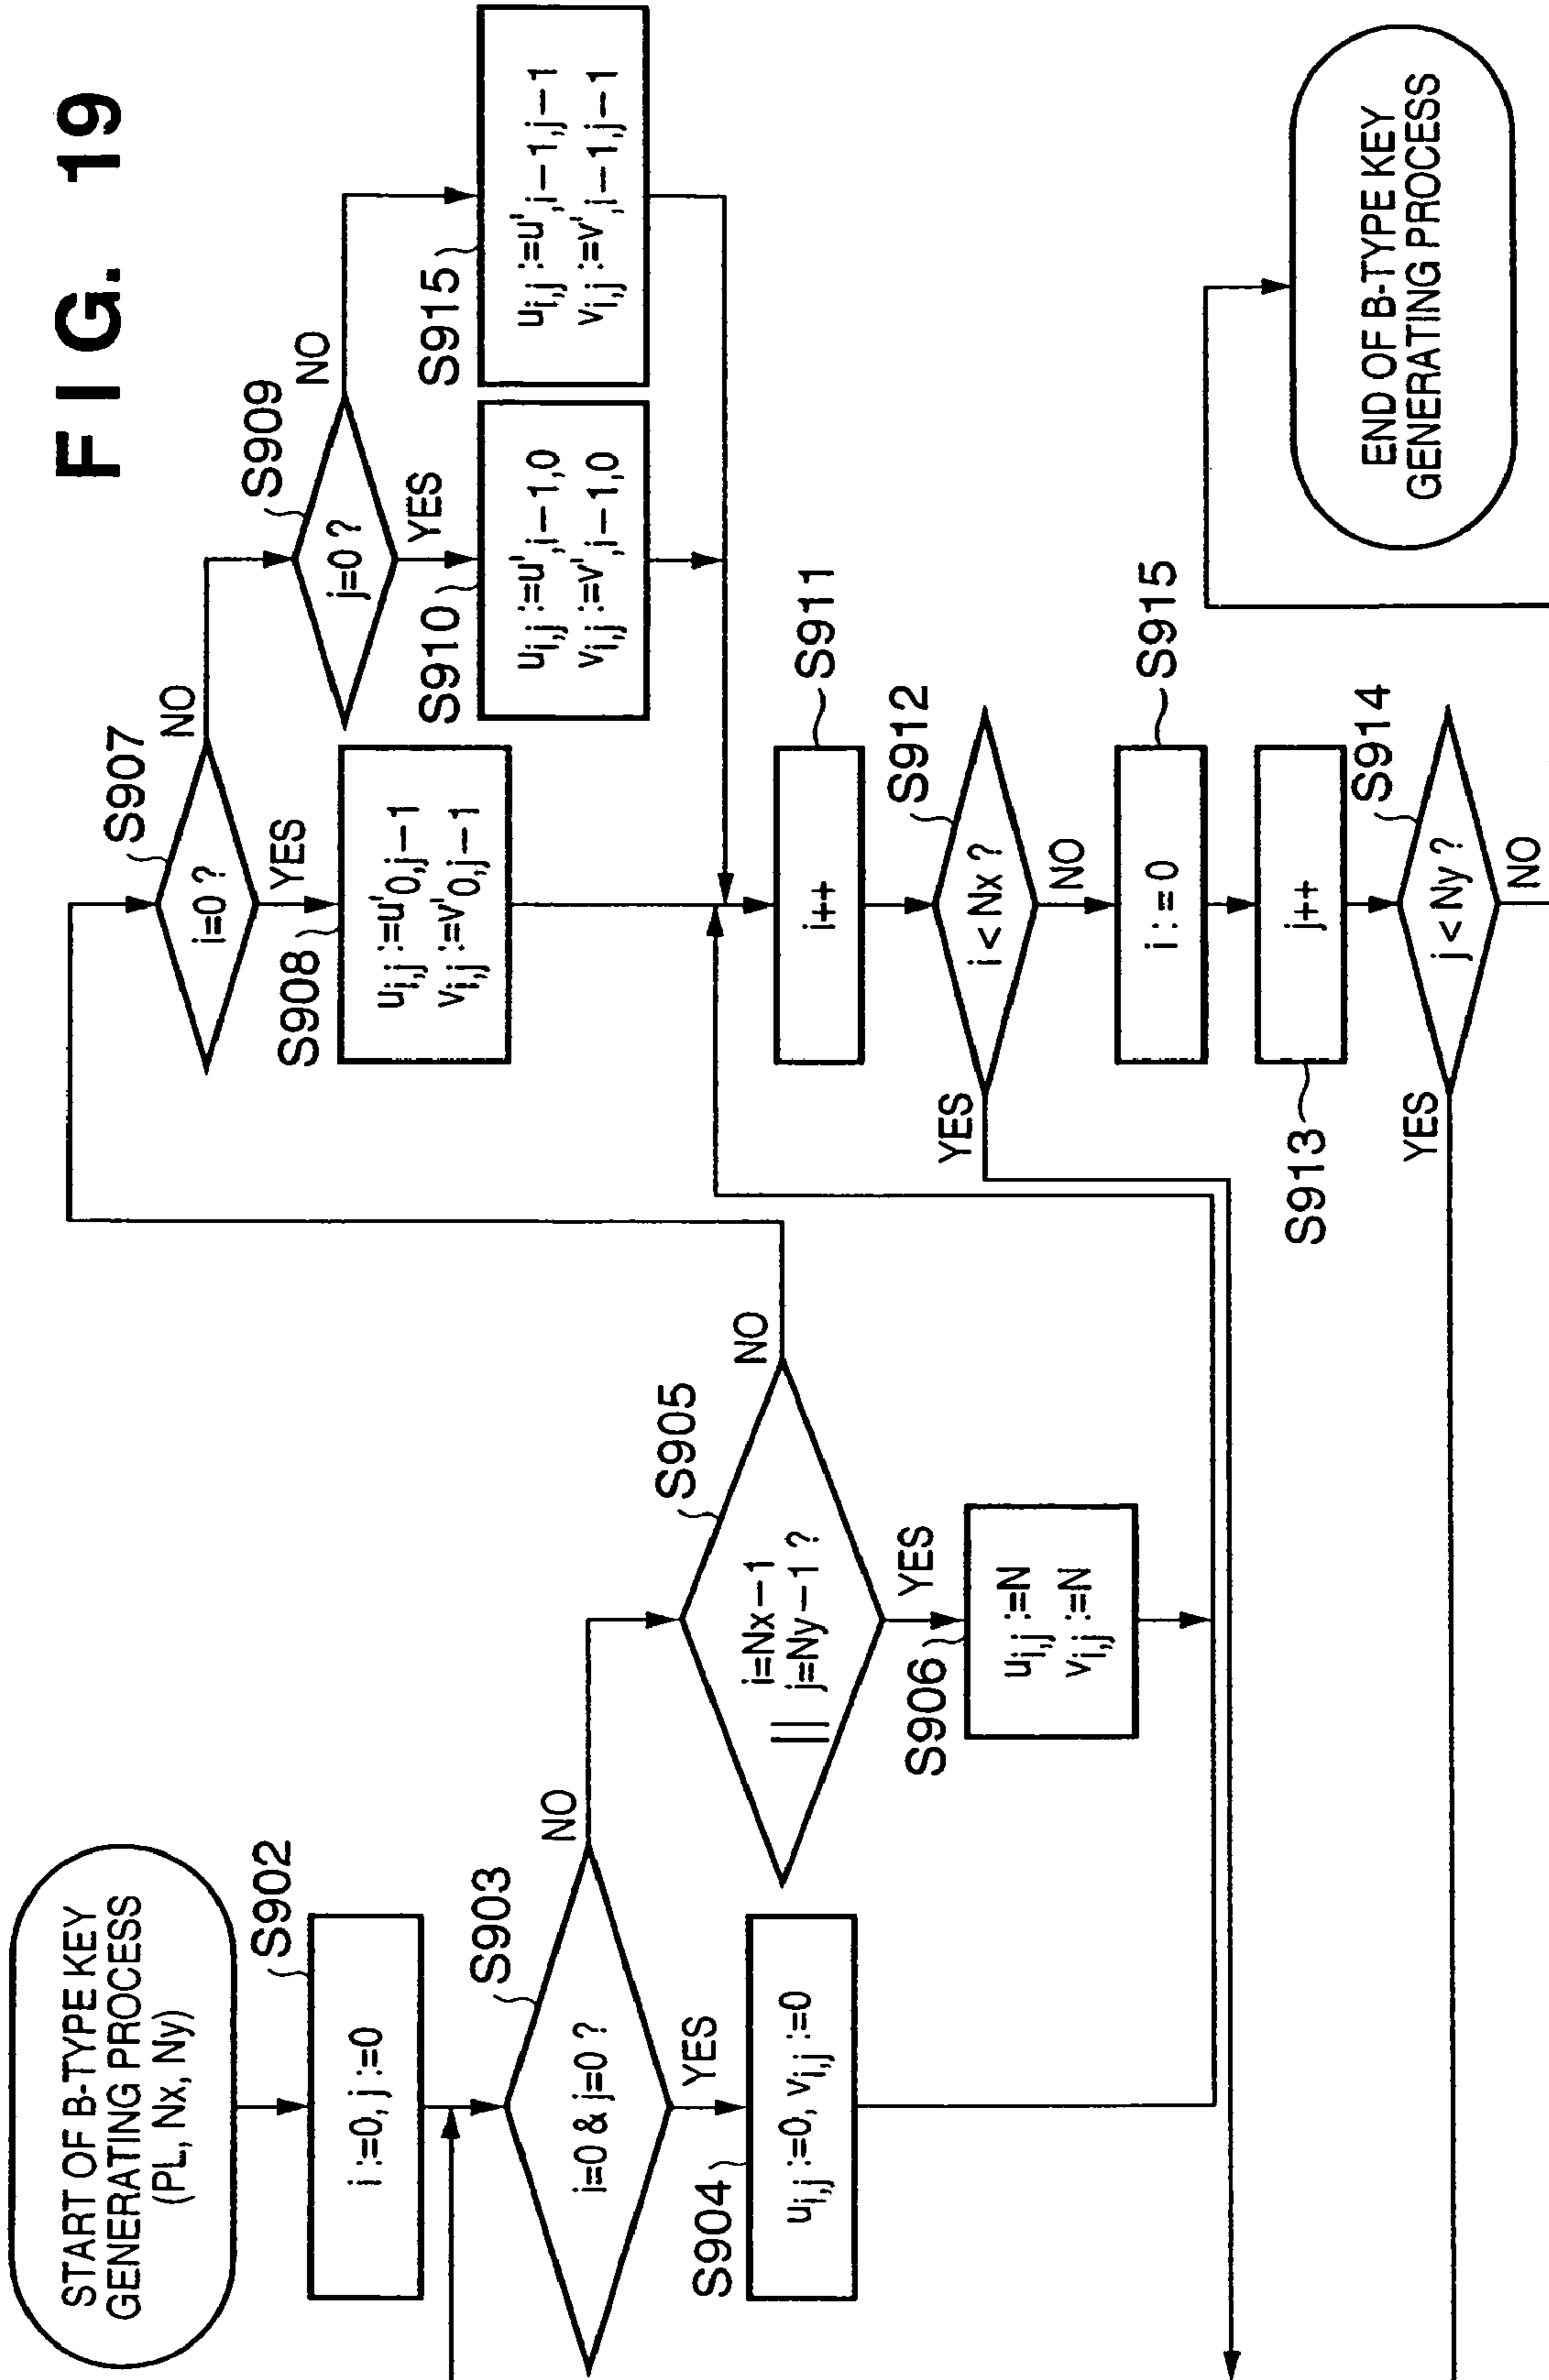 FIG. 19
START OF B-TYPE KEY
GENERATING PROCESS
(PL, Nx, Ny)
S902
i :=0, j :=0
S903
i=0 & j=0 ?
NO
YES
S904
ui,j :=0, vi,j :=0
S905
i=Nx−1
|| j=Ny−1 ?
NO
YES
S906
ui,j :=N
vi,j :=N
S907
i=0 ?
NO
YES
S908
ui,j :=u'0,j−1
vi,j :=v'0,j−1
S909
j=0 ?
NO
YES
S910
ui,j :=u',i−1,0
vi,j :=v',i−1,0
S915
ui,j :=u',i−1,j−1
vi,j :=v',i−1,j−1
S911
i++
S912
i < Nx ?
YES
NO
S915
i : = 0
S913
j++
S914
j < Ny ?
YES
NO
END OF B-TYPE KEY
GENERATING PROCESS